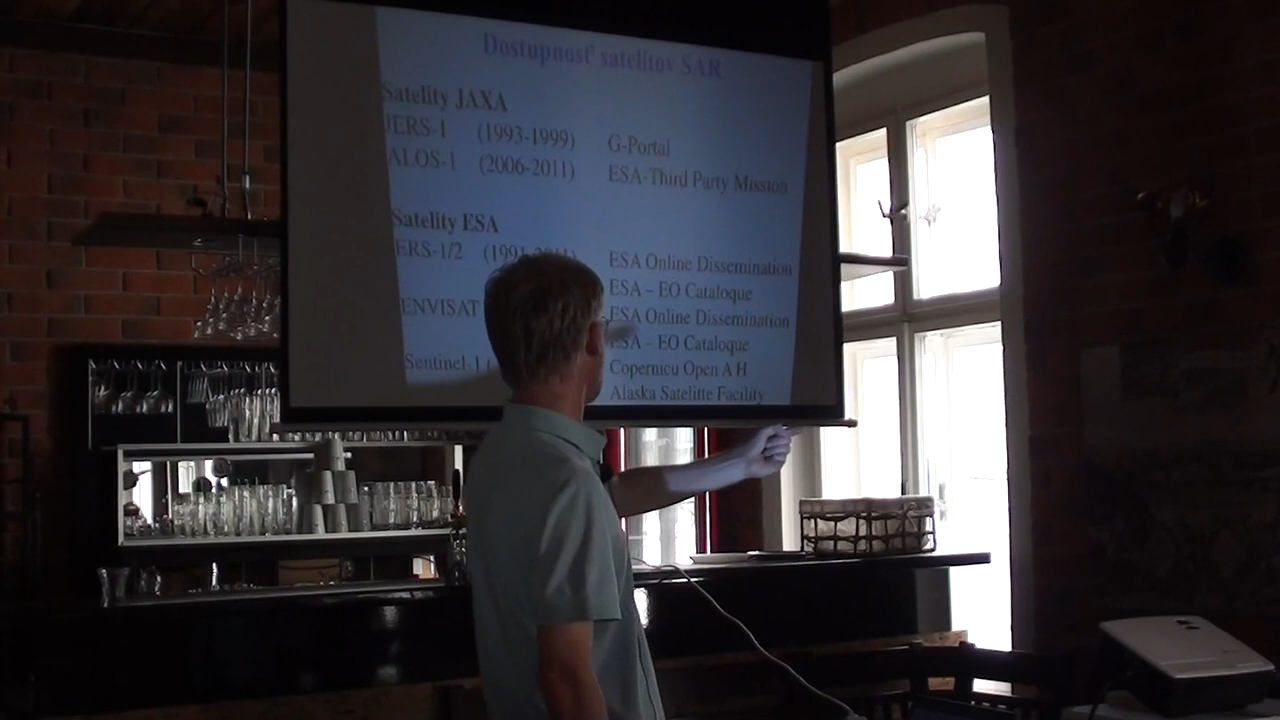 Dostupnosť satelitov SAR
Satelity JAXA
JERS-1 (1993-1999) G-Portal
ALOS-1 (2006-2011) ESA-Third Party Mission
Satelity ESA
ERS-1/2 (1991-2011) ESA Online Dissemination
ESA – EO Cataloque
ENVISAT ESA Online Dissemination
ESA – EO Cataloque
Sentinel-1 ( Copernicu Open A H
Alaska Satelitte Facility